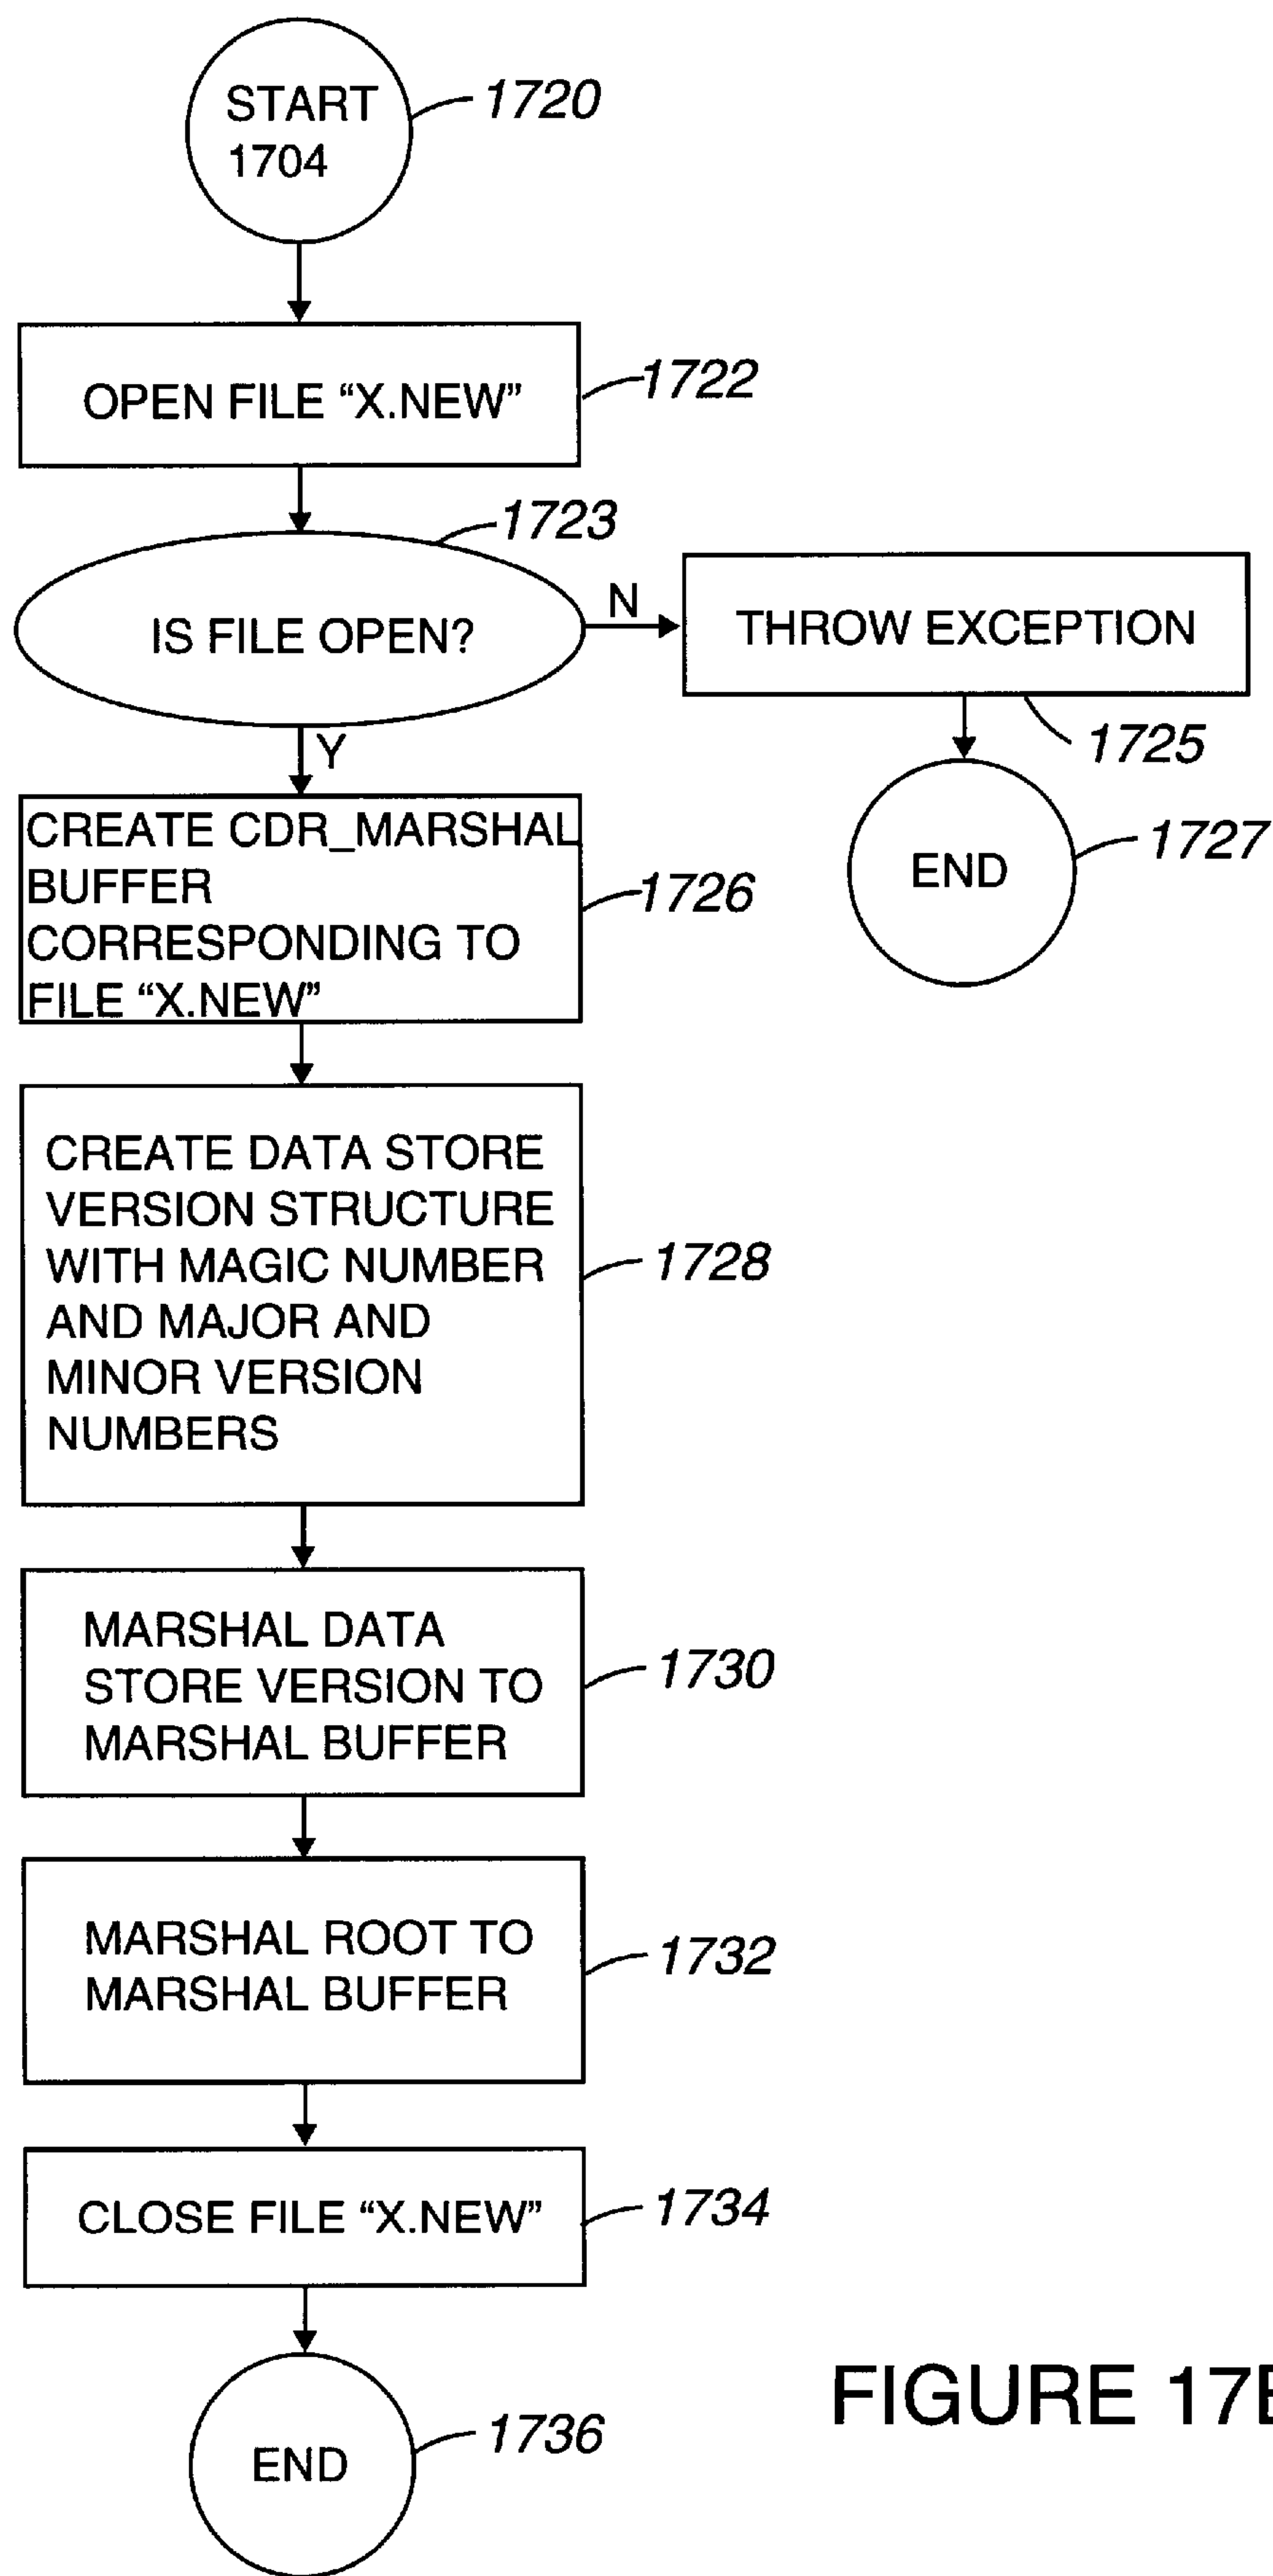 START
1704
1720
OPEN FILE “X.NEW”
1722
1723
IS FILE OPEN?
N
THROW EXCEPTION
1725
Y
END
1727
CREATE CDR_MARSHAL
BUFFER
CORRESPONDING TO
FILE “X.NEW”
1726
CREATE DATA STORE
VERSION STRUCTURE
WITH MAGIC NUMBER
AND MAJOR AND
MINOR VERSION
NUMBERS
1728
MARSHAL DATA
STORE VERSION TO
MARSHAL BUFFER
1730
MARSHAL ROOT TO
MARSHAL BUFFER
1732
CLOSE FILE “X.NEW”
1734
END
1736
FIGURE 17B